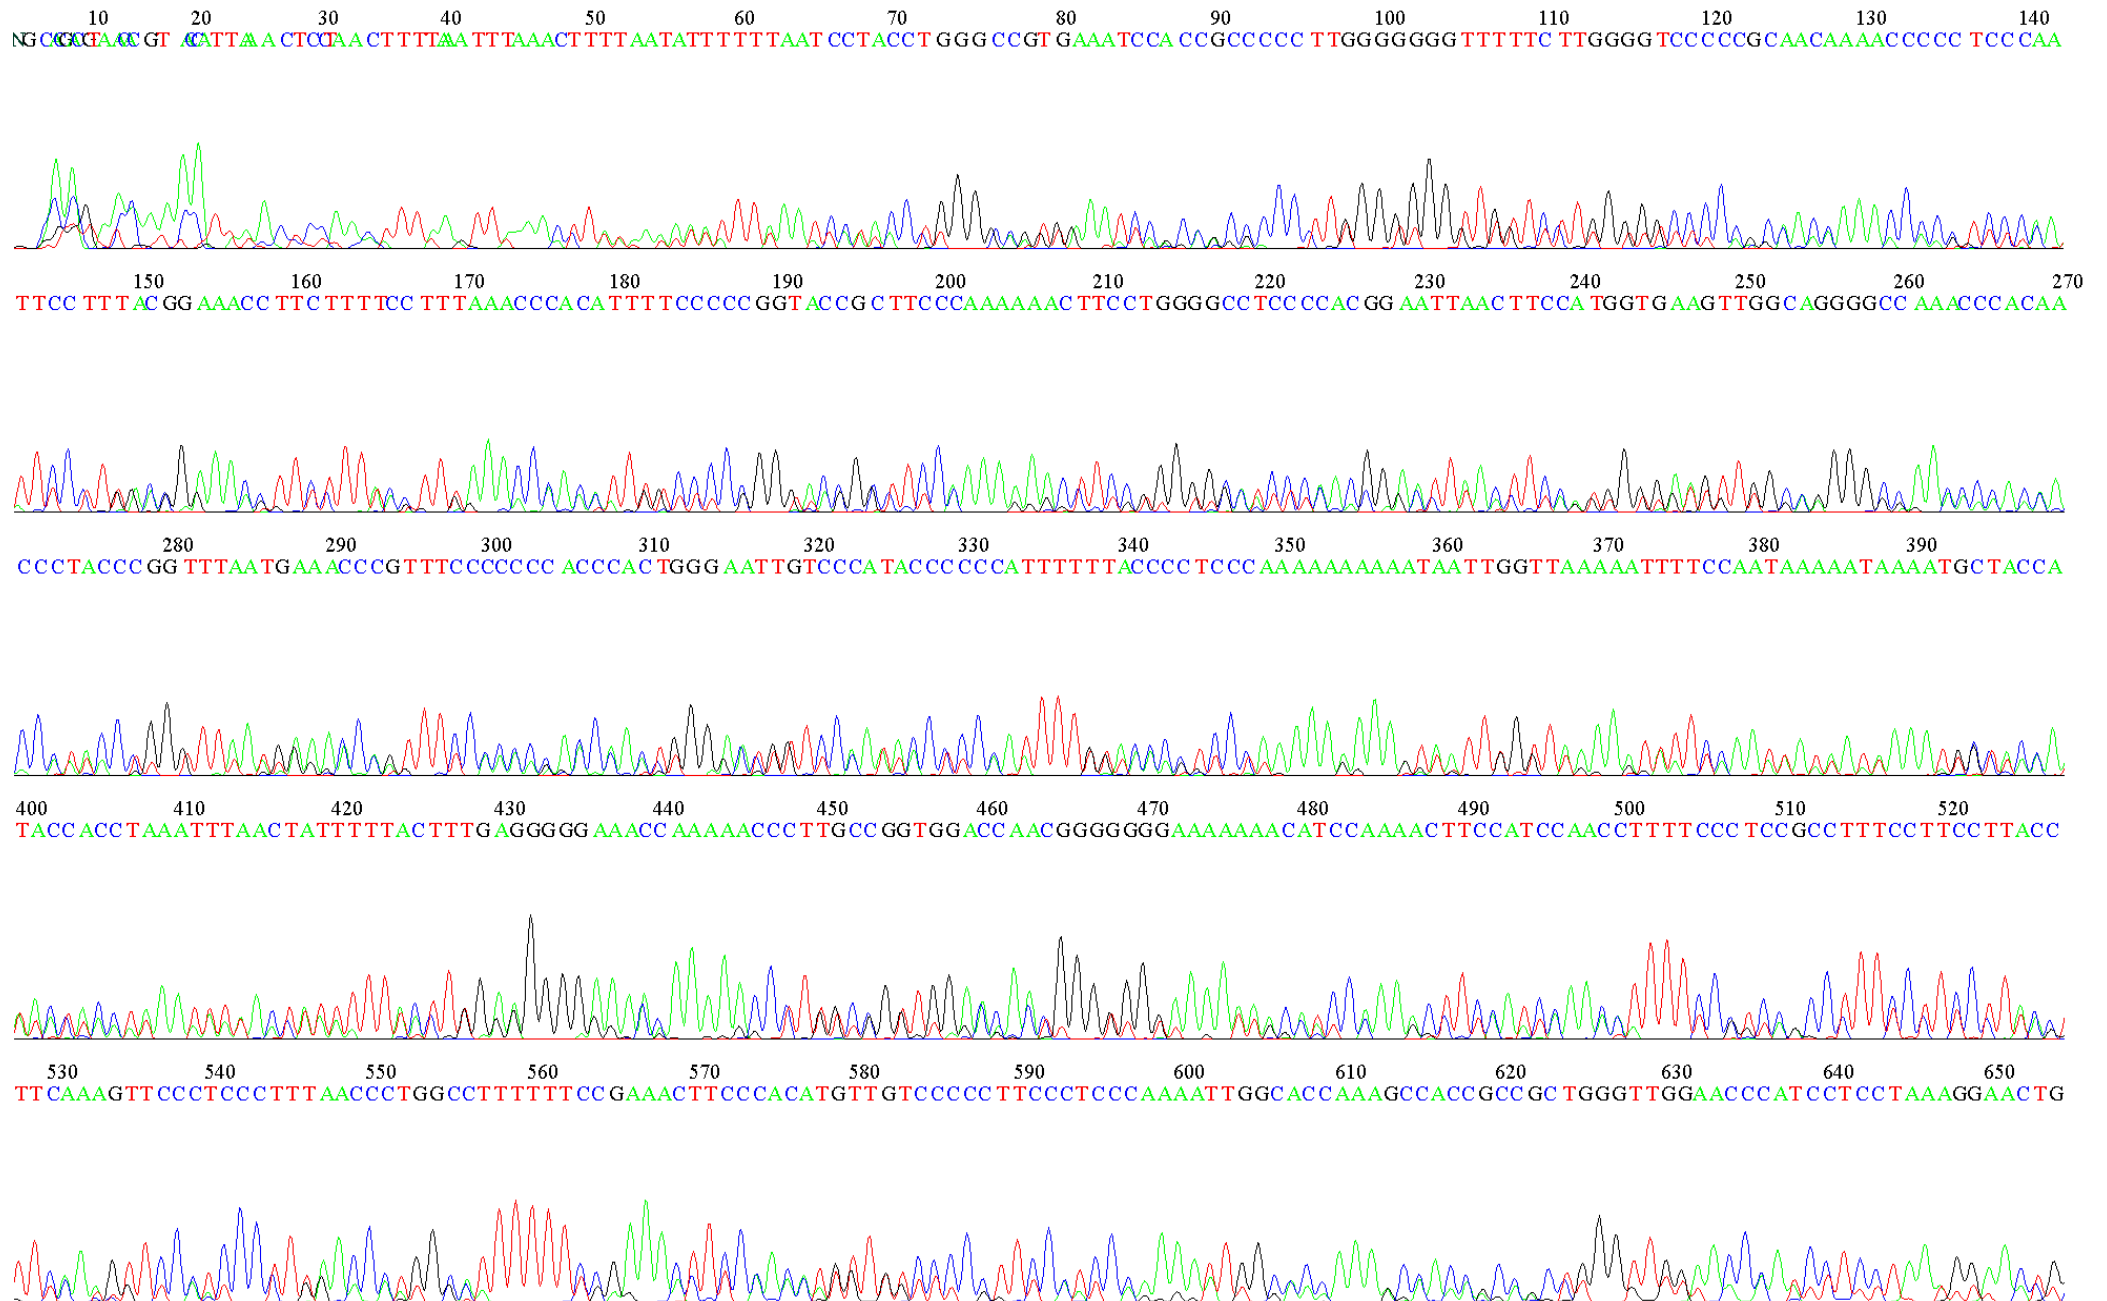 10 20 30 40 50 60 70 80 90 100 110 120 130 140
GTAACTCCTAACTTTTAAATTTAAACTTTTAATATTTTTTAATCCTACCTGGGCCGTGAAATCCACCGCCCCCTTGGGGGGGTTTTTCTTGGGGTCCCCCGCAACAAAACCCCCTCCCAA
150 160 170 180 190 200 210 220 230 240 250 260 270
TTCCTTTACGGAAACCTTCTTTTCCTTTAAACCCACATTTTCCCCCGGTACCGCTTCCCAAAAAACTTCCTGGGGCCTCCCCACGGAATTAACTTCCATGGTGAAGTTGGCAGGGGCCAAACCCACAA
280 290 300 310 320 330 340 350 360 370 380 390
CCCTACCCGGTTTAATGAAACCCGTTTCCCCCCCACCCACTGGGAATTGTCCCATACCCCCCATTTTTTACCCCTCCCAAAAAAAAAATAATTGGTTAAAAATTTTCCAATAAAAATAAAATGCTACCA
400 410 420 430 440 450 460 470 480 490 500 510 520
TACCACCTAAATTTAACTATTTTTACTTTGAGGGGGAAACCAAAAACCCTTGCCGGTGGACCAACGGGGGGGAAAAAAACATCCAAAACTTCCATCCAACCTTTTCCCTCCGCCTTTCCTTCCTTACC
530 540 550 560 570 580 590 600 610 620 630 640 650
TTCAAAGTTCCCTCCCTTTAACCCTGGCCTTTTTTCCGAAACTTCCCACATGTTGTCCCCCTTCCCTCCCAAAATTGGCACCAAAGCCACCGCCGCTGGGTTGGAACCCATCCTCCTAAAGGAACTG